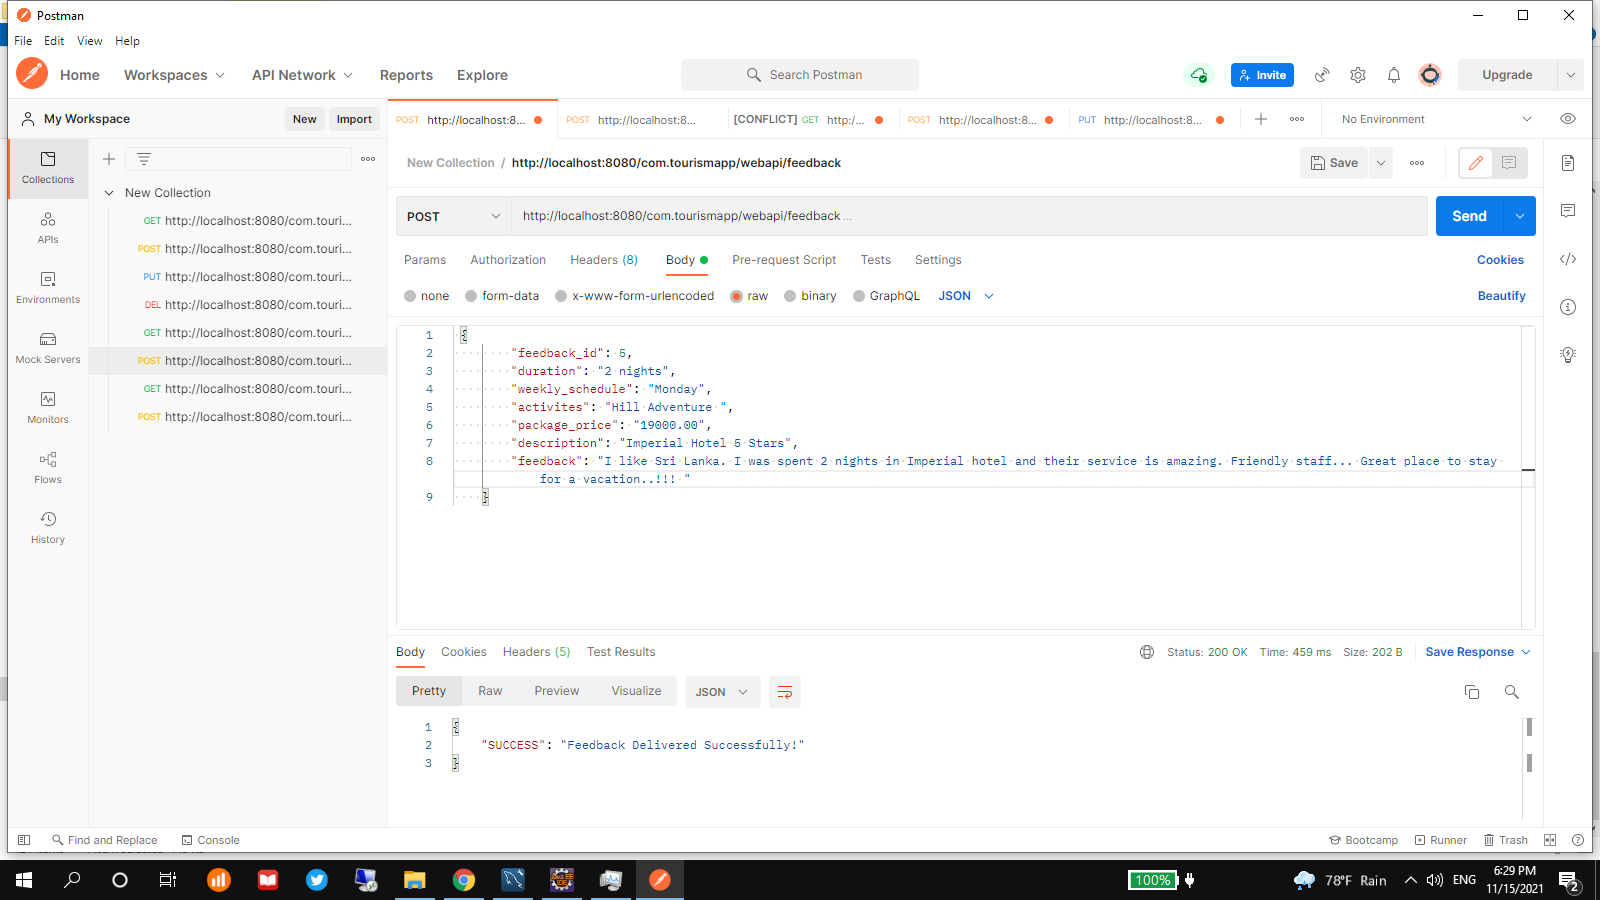 Postman
File Edit View Help
Home Workspaces API Network Reports Explore Search Postman Invite Upgrade
My Workspace New Import
POST http://localhost:8... POST http://localhost:8... [CONFLICT] GET http:/... POST http://localhost:8... PUT http://localhost:8... No Environment
New Collection / http://localhost:8080/com.tourismapp/webapi/feedback Save
Collections
APIs
Environments
Mock Servers
Monitors
Flows
History
New Collection
GET http://localhost:8080/com.touri...
POST http://localhost:8080/com.touri...
PUT http://localhost:8080/com.touri...
DEL http://localhost:8080/com.touri...
GET http://localhost:8080/com.touri...
POST http://localhost:8080/com.touri...
GET http://localhost:8080/com.touri...
POST http://localhost:8080/com.touri...
POST http://localhost:8080/com.tourismapp/webapi/feedback ... Send
Params Authorization Headers (8) Body Pre-request Script Tests Settings Cookies
none form-data x-www-form-urlencoded raw binary GraphQL JSON Beautify
1 {
2 "feedback_id": 5,
3 "duration": "2 nights",
4 "weekly_schedule": "Monday",
5 "activites": "Hill Adventure ",
6 "package_price": "19000.00",
7 "description": "Imperial Hotel 5 Stars",
8 "feedback": "I like Sri Lanka. I was spent 2 nights in Imperial hotel and their service is amazing. Friendly staff... Great place to stay
for a vacation..!!! "
9 }
Body Cookies Headers (5) Test Results Status: 200 OK Time: 459 ms Size: 202 B Save Response
Pretty Raw Preview Visualize JSON
1 {
2 "SUCCESS": "Feedback Delivered Successfully!"
3 }
Find and Replace Console Bootcamp Runner Trash
100% 78°F Rain ENG 6:29 PM
11/15/2021 2